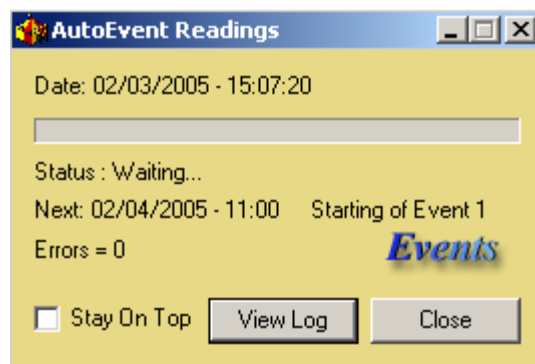 AutoEvent Readings
Date: 02/03/2005 - 15:07:20
Status : Waiting...
Next: 02/04/2005 - 11:00 Starting of Event 1
Errors = 0 Events
Stay On Top View Log Close